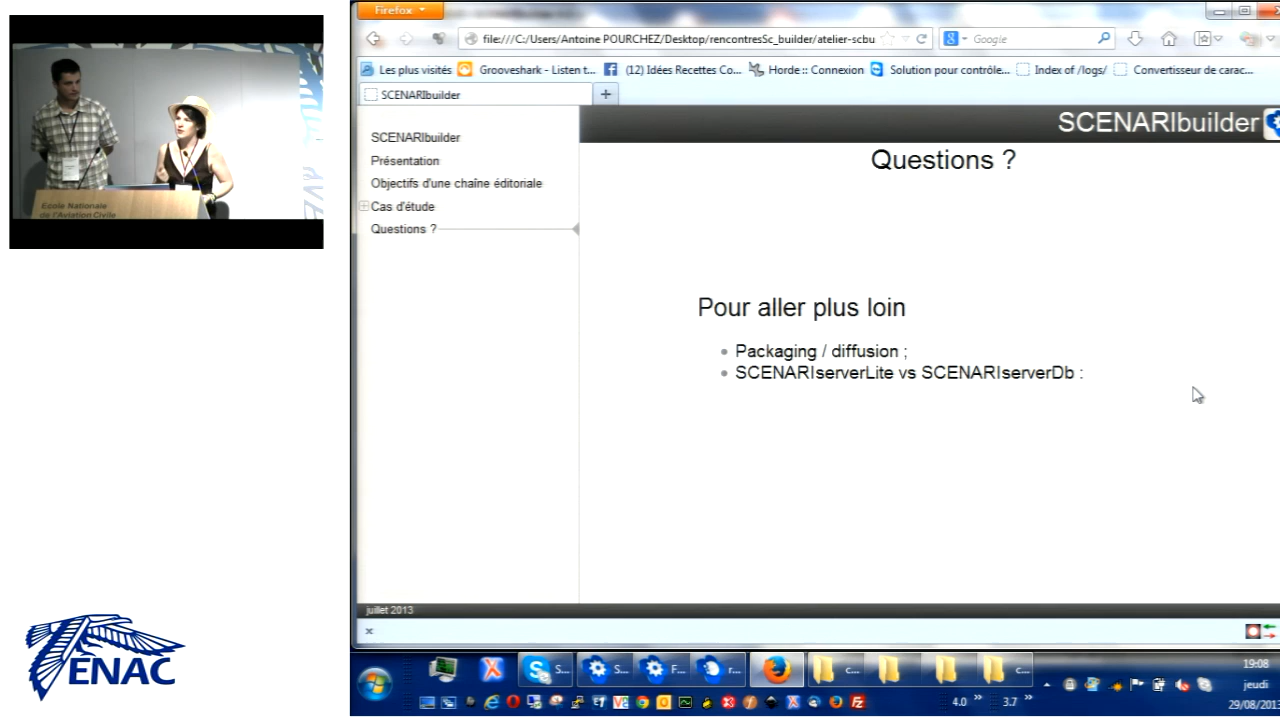 Ecole Nationale
de l'Aviation Civile
ENAC
Firefox
file:///C:/Users/Antoine POURCHEZ/Desktop/rencontresSc_builder/atelier-scbu
Google
Les plus visités
Grooveshark - Listen t...
(12) Idées Recettes Co...
Horde :: Connexion
Solution pour contrôle...
Index of /logs/
Convertisseur de carac...
SCENARIbuilder
SCENARIbuilder
SCENARIbuilder
Présentation
Objectifs d'une chaîne éditoriale
Cas d'étude
Questions ?
Questions ?
Pour aller plus loin
Packaging / diffusion ;
SCENARIserverLite vs SCENARIserverDb :
juillet 2013
S...
S...
F...
r...
c...
c...
4.0 »
3.7 »
19:08
jeudi
29/08/201